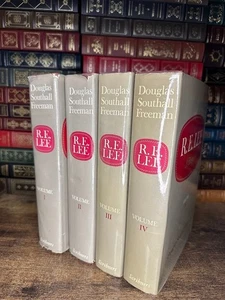 Douglas
Southall
Freeman
R.E.
LEE
VOLUME
I
Douglas
Southall
Freeman
R.E.
LEE
VOLUME
II
Douglas
Southall
Freeman
R.E.
LEE
VOLUME
III
Douglas
Southall
Freeman
R.E.
LEE
VOLUME
IV
R.E. LEE